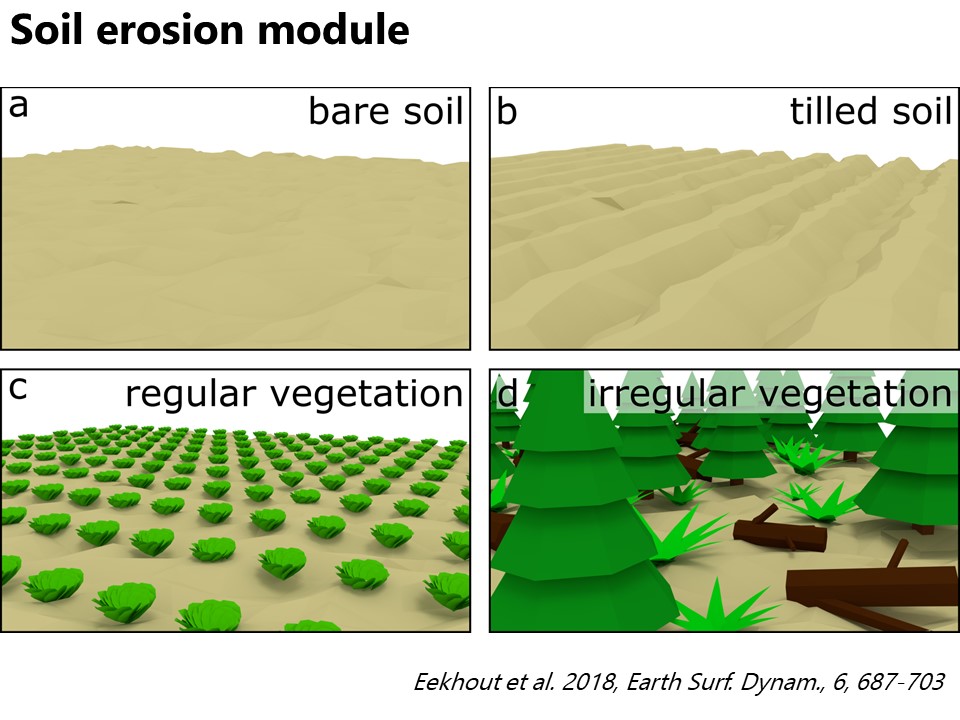 Soil erosion module
a
bare soil
b
tilled soil
c
regular vegetation
d
irregular vegetation
Eekhout et al. 2018, Earth Surf. Dynam., 6, 687-703